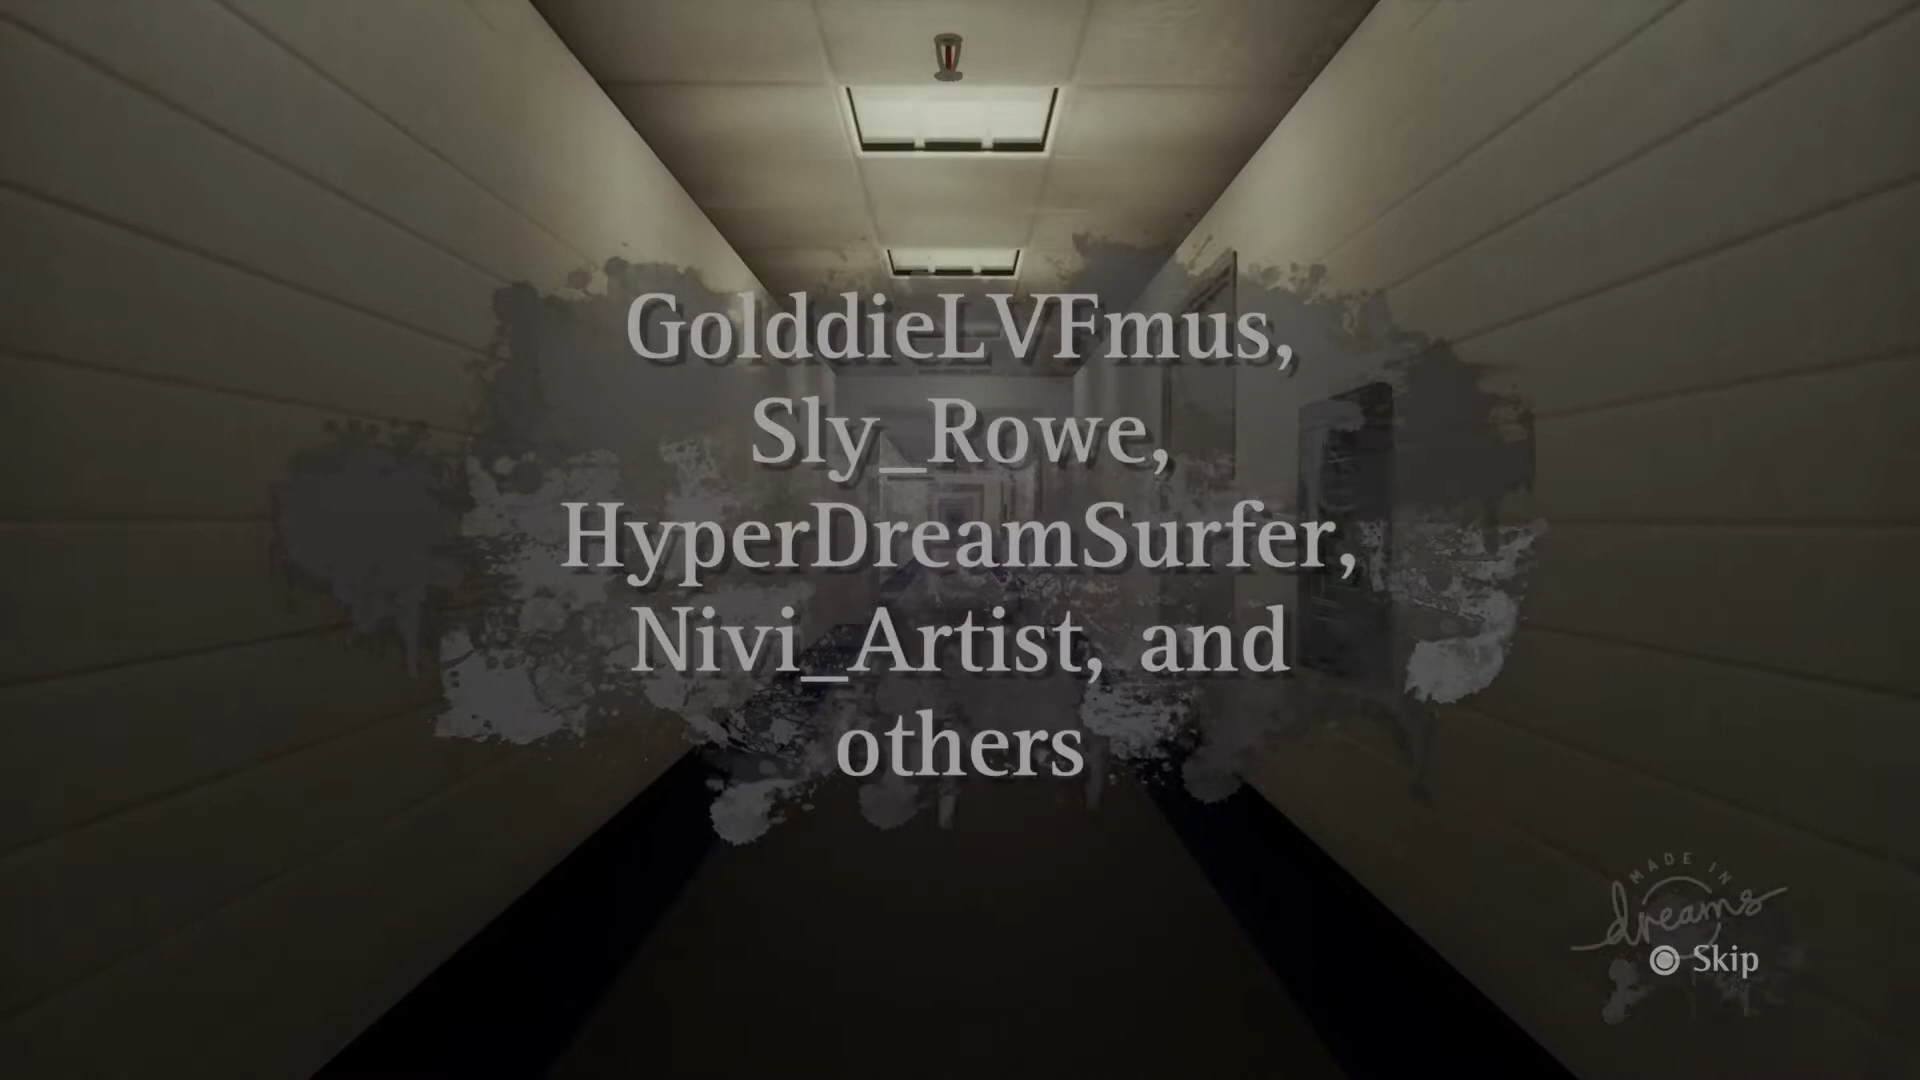 GolddieLVFmus,
Sly_Rowe,
HyperDreamSurfer,
Nivi_Artist, and
others
MADE IN
dreams
Skip